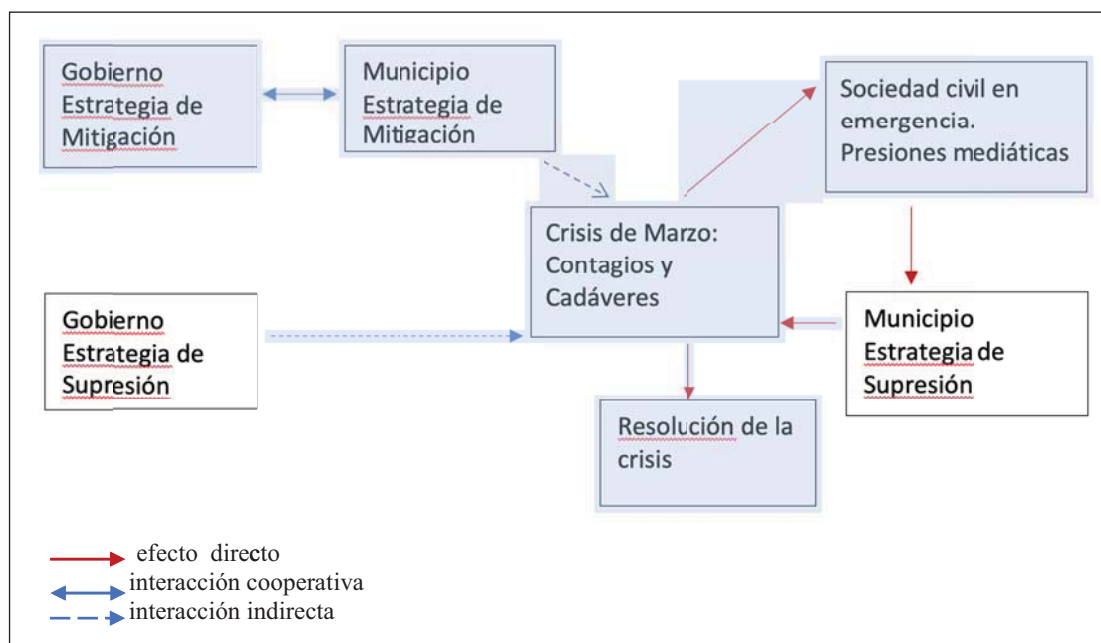 Gobierno
Estrategia de
Mitigación
Municipio
Estrategia de
Mitigación
Sociedad civil en
emergencia.
Presiones mediáticas
Crisis de Marzo:
Contagios y
Cadáveres
Gobierno
Estrategia de
Supresión
Municipio
Estrategia de
Supresión
Resolución de la
crisis
efecto directo
interacción cooperativa
interacción indirecta